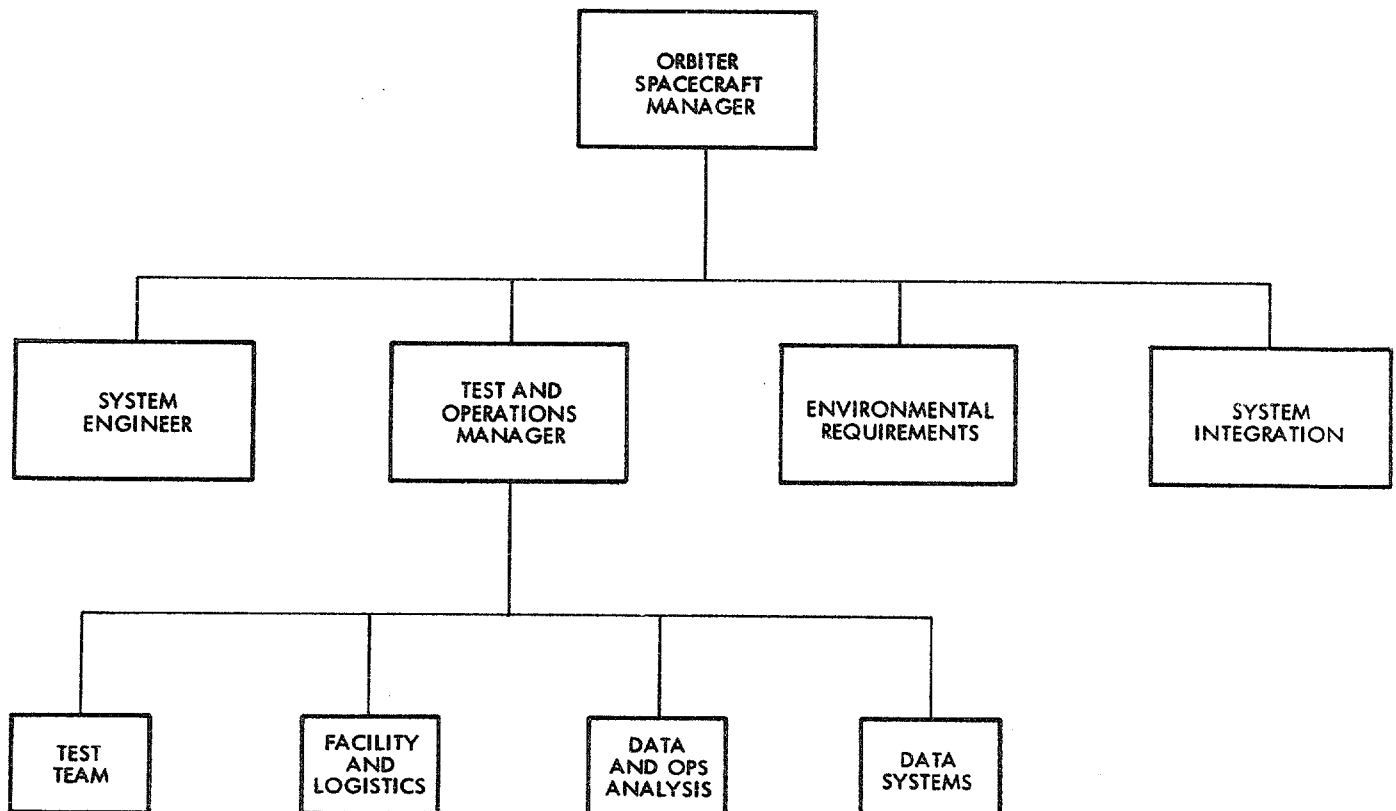 ORBITER
SPACECRAFT
MANAGER
SYSTEM
ENGINEER
TEST AND
OPERATIONS
MANAGER
ENVIRONMENTAL
REQUIREMENTS
SYSTEM
INTEGRATION
TEST
TEAM
FACILITY
AND
LOGISTICS
DATA
AND OPS
ANALYSIS
DATA
SYSTEMS